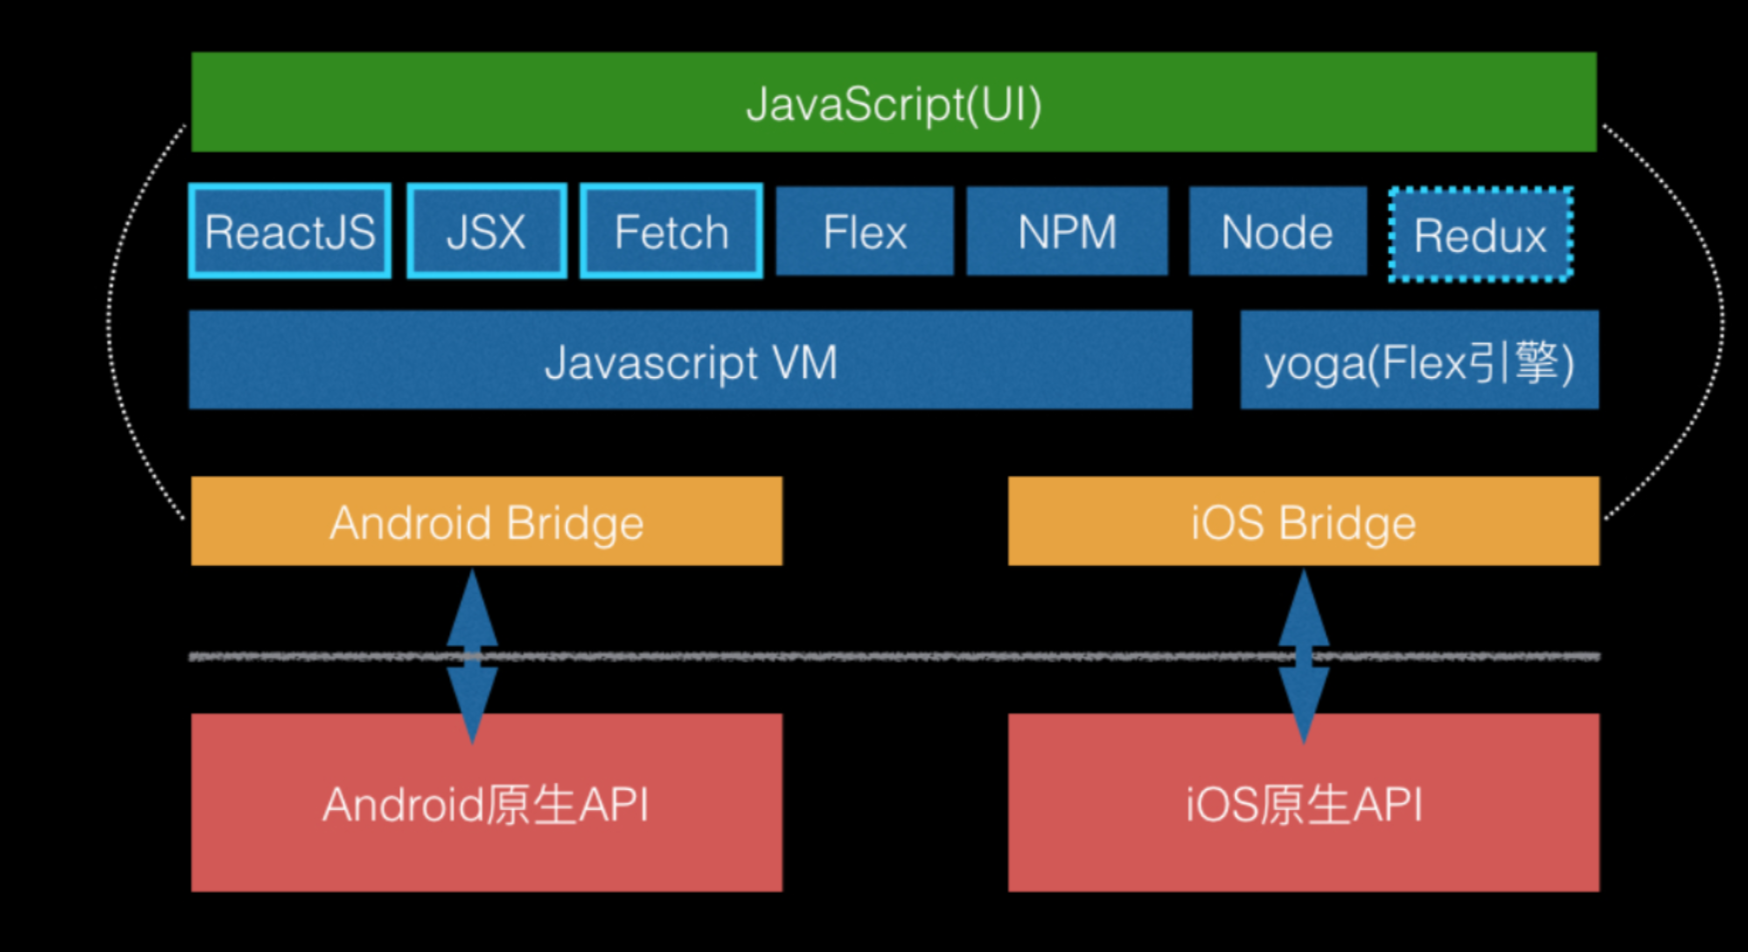 JavaScript(UI)
ReactJS
JSX
Fetch
Flex
NPM
Node
Redux
Javascript VM
yoga(Flex引擎)
Android Bridge
iOS Bridge
Android原生API
iOS原生API